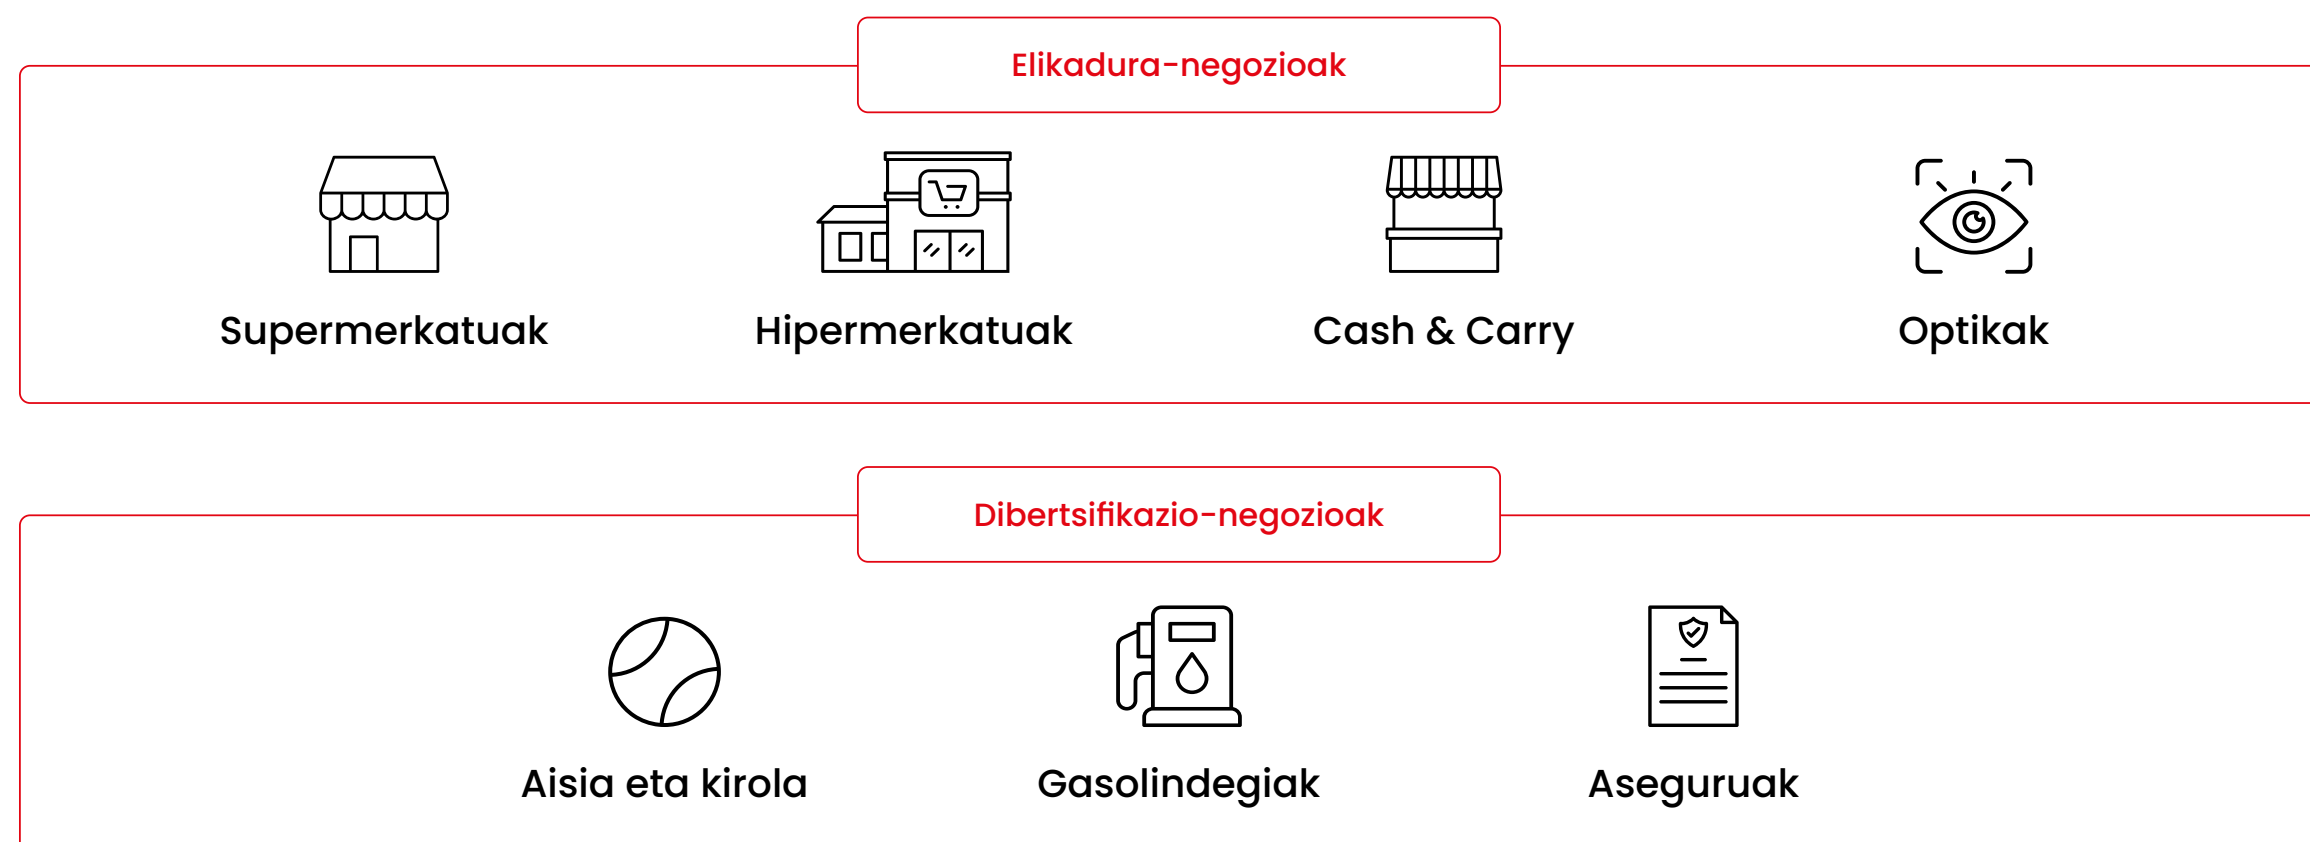 Elikadura-negozioak
Supermerkatuak
Hipermerkatuak
Cash & Carry
Optikak
Dibertsifikazio-negozioak
Aisia eta kirola
Gasolindegiak
Aseguruak